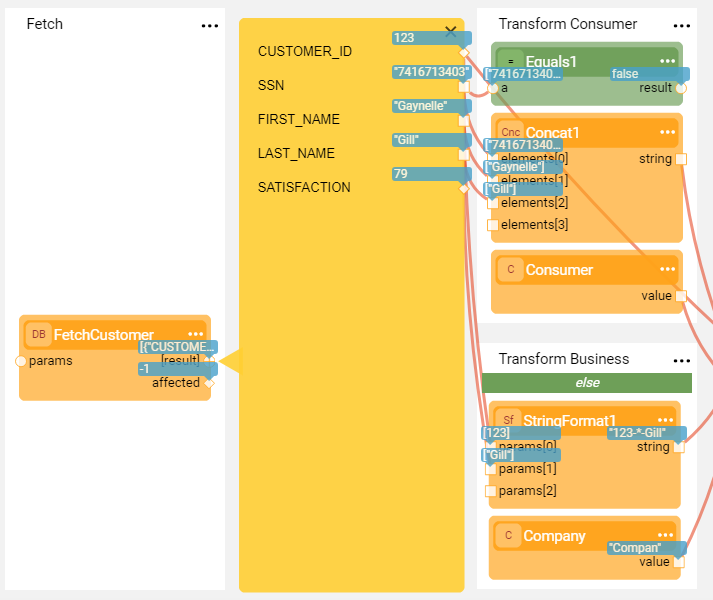 Fetch
...
DB
FetchCustomer
...
[{"CUSTOME...
params
[result]
-1
affected
CUSTOMER_ID
123
SSN
"7416713403"
FIRST_NAME
"Gaynelle"
LAST_NAME
"Gill"
SATISFACTION
79
Transform Consumer
...
=
Equals1
...
["741671340...
false
a
result
Cnc
Concat1
...
["741671340...
elements[0]
string
["Gaynelle"]
elements[1]
["Gill"]
elements[2]
elements[3]
C
Consumer
...
value
Transform Business
...
else
Sf
StringFormat1
...
[123]
"123-*-Gill"
params[0]
string
["Gill"]
params[1]
params[2]
C
Company
...
"Compan"
value